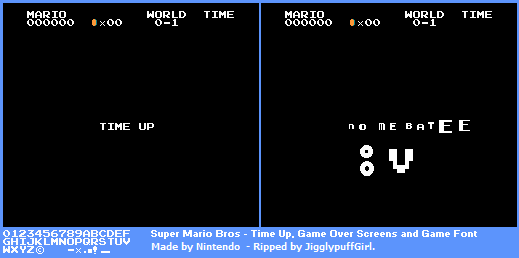 MARIO WORLD TIME
000000 ×00 0-1
TIME UP
MARIO WORLD TIME
000000 ×00 0-1
n O M E B A T E E
8 V
0123456789ABCDEF
GHIJKLMNOPQRSTUV
WXYZ© -×.!
Super Mario Bros - Time Up, Game Over Screens and Game Font
Made by Nintendo - Ripped by JigglypuffGirl.